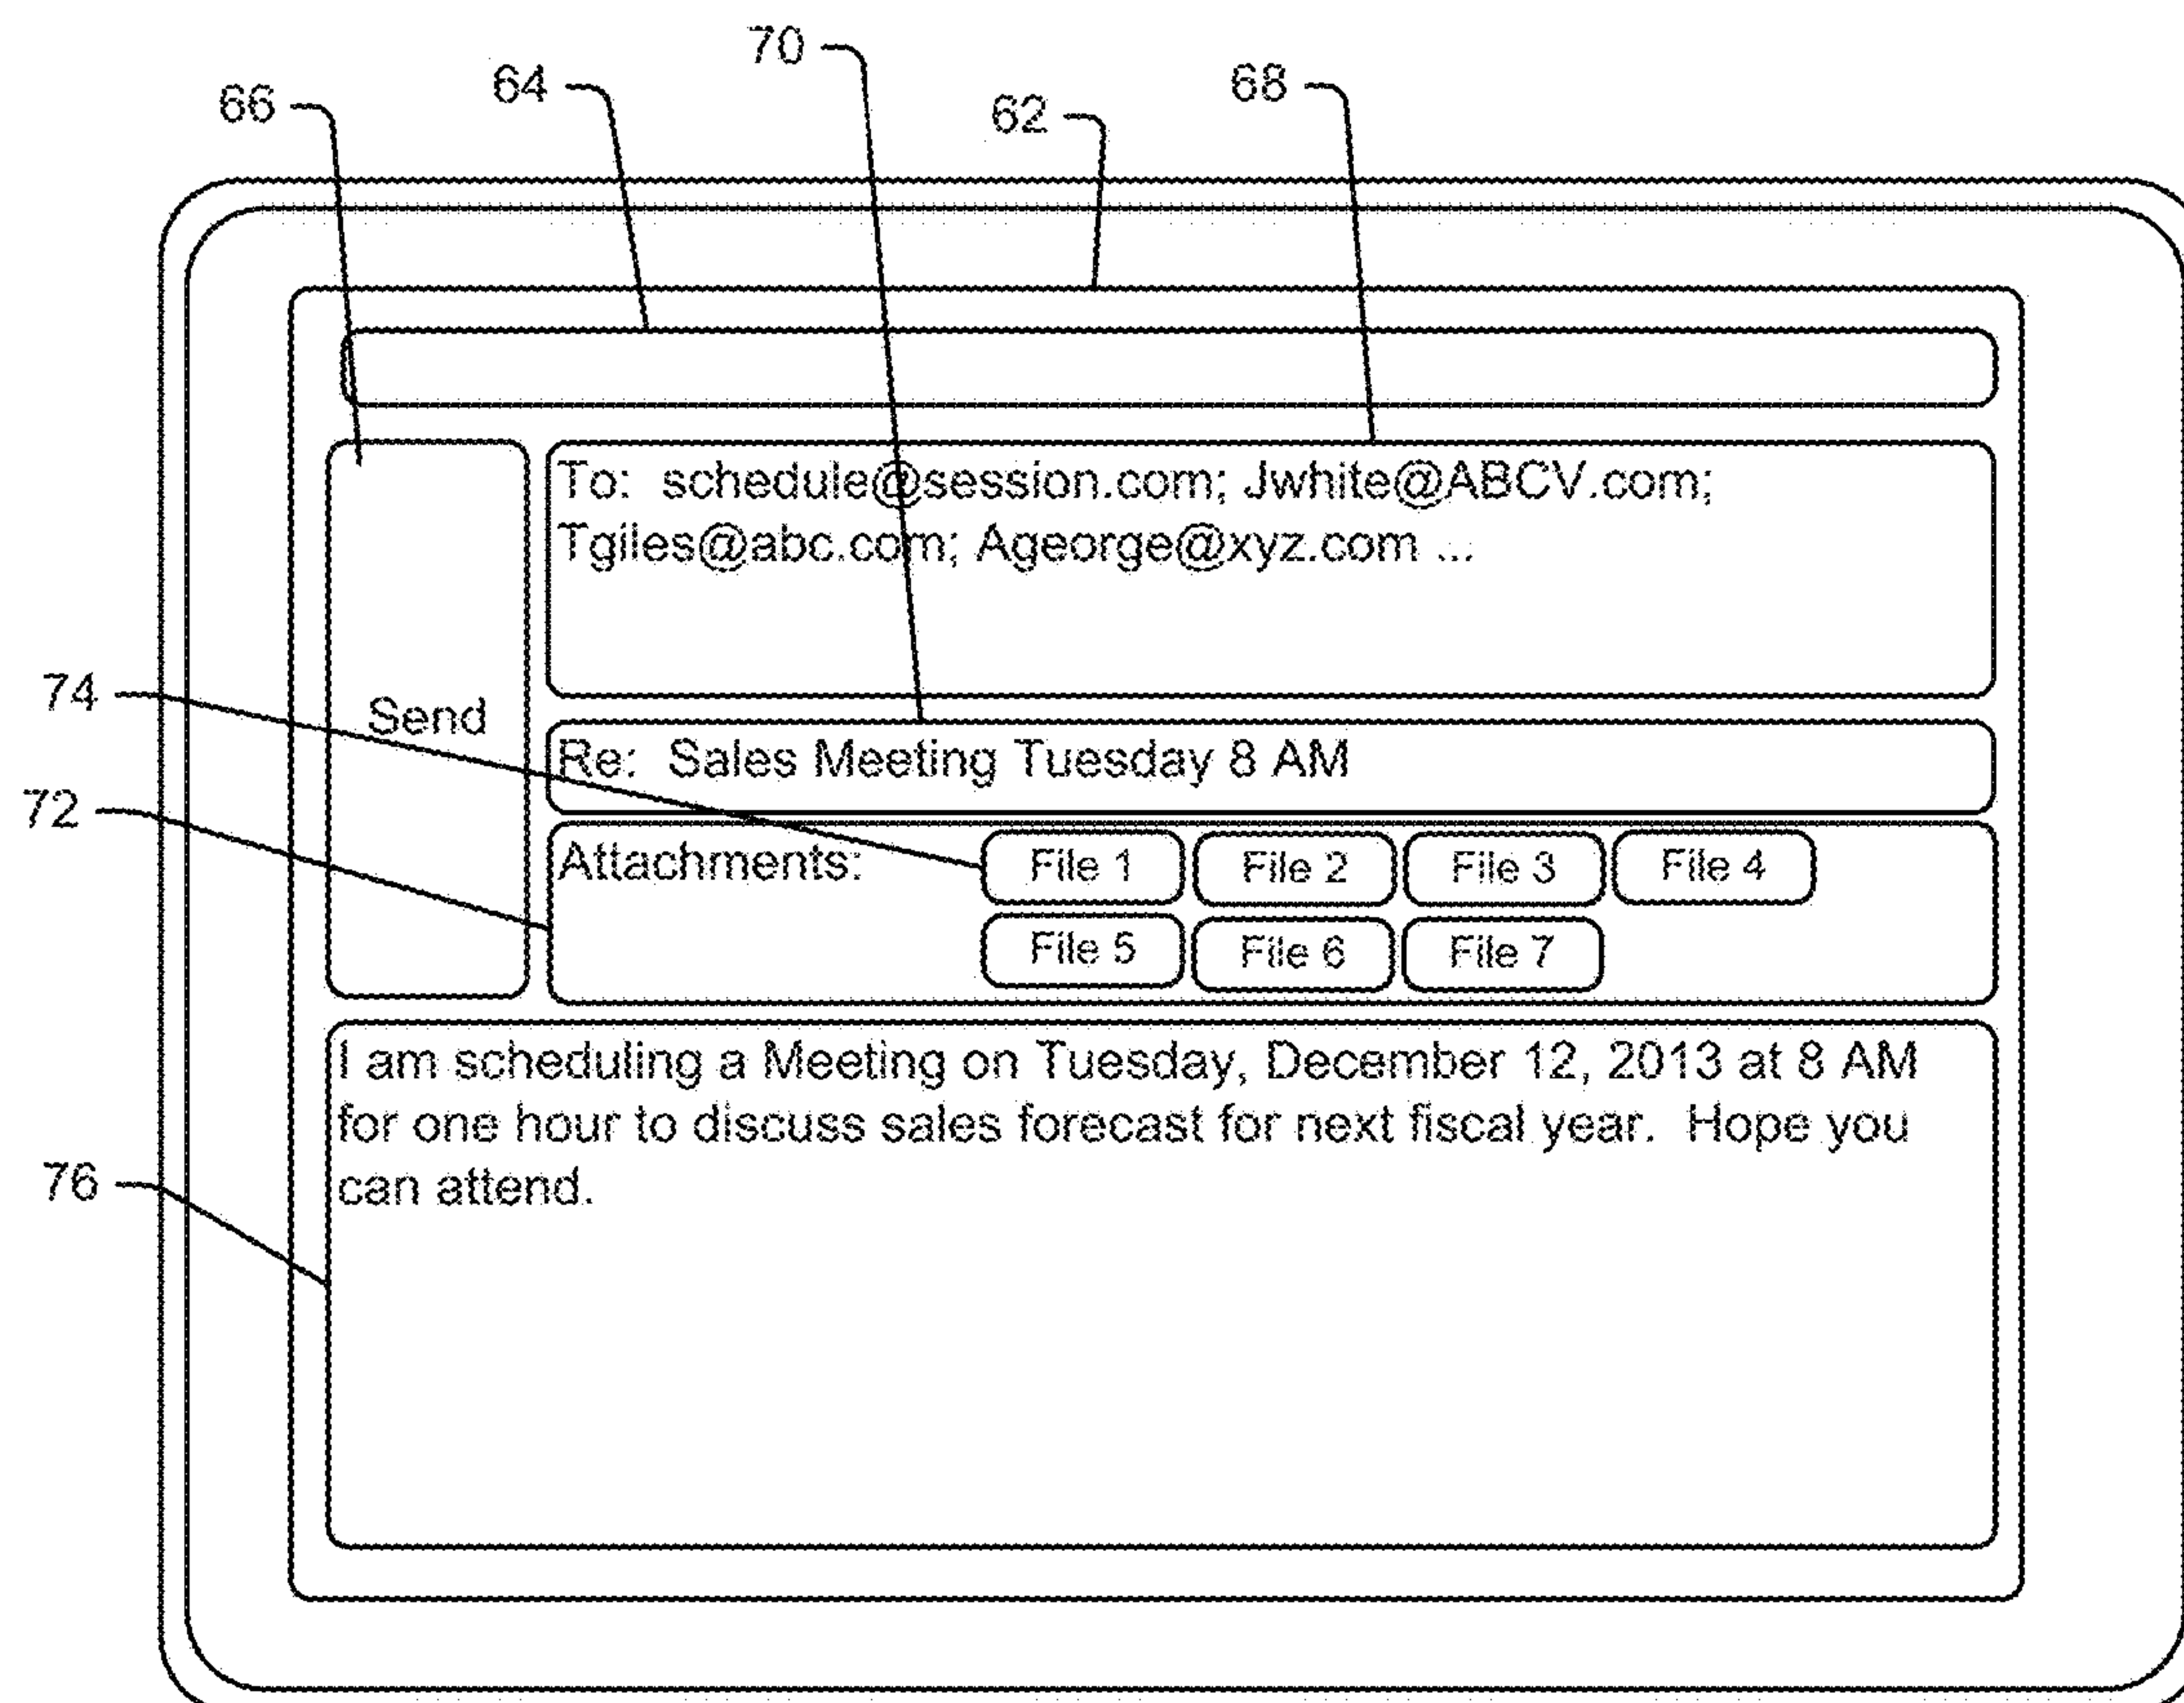 70
68
64
66
62
To: schedule@session.com; Jwhite@ABCV.com;
Tgiles@abc.com; Ageorge@xyz.com ...
74
Send
Re: Sales Meeting Tuesday 8 AM
72
Attachments: File 1 File 2 File 3 File 4
File 5 File 6 File 7
I am scheduling a Meeting on Tuesday, December 12, 2013 at 8 AM
for one hour to discuss sales forecast for next fiscal year. Hope you
can attend.
76